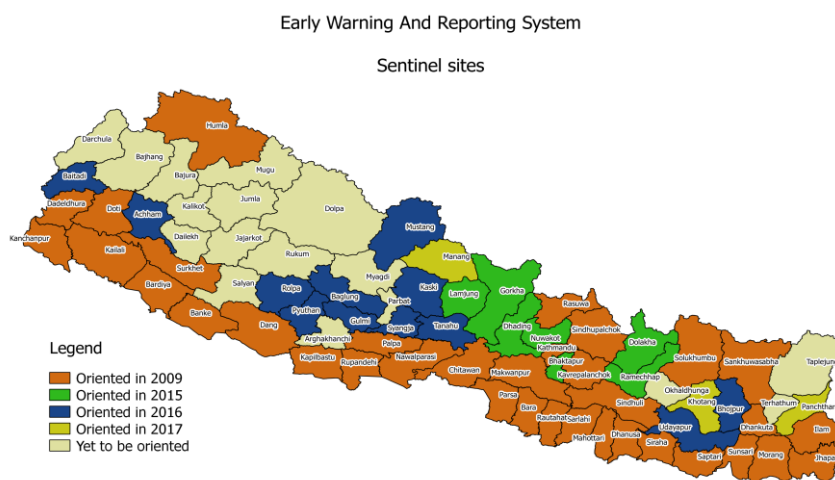 Early Warning And Reporting System
Sentinel sites
Humla
Darchula
Bajhang
Mugu
Bajura
Baitadi
Dadeldhura
Doti
Achham
Kalikot
Jumla
Dolpa
Kanchanpur
Kailali
Dailekh
Jajarkot
Mustang
Rukum
Manang
Surkhet
Salyan
Myagdi
Bardiya
Rolpa
Baglung
Parbat
Kaski
Lamjung
Gorkha
Banke
Pyuthan
Gulmi
Syangja
Tanahu
Dhading
Rasuwa
Dang
Arghakhanchi
Palpa
Nuwakot
Sindhupalchok
Kathmandu
Dolakha
Kapilbastu
Rupandehi
Nawalparasi
Bhaktapur
Solukhumbu
Sankhuwasabha
Taplejung
Chitawan
Makwanpur
Kavrepalanchok
Ramechhap
Okhaldhunga
Khotang
Parsa
Sindhuli
Bhojpur
Terhathum
Panchthar
Bara
Rautahat
Sarlahi
Udayapur
Dhankuta
Ilam
Mahottari
Dhanusa
Siraha
Saptari
Sunsari
Morang
Jhapa
Legend
Oriented in 2009
Oriented in 2015
Oriented in 2016
Oriented in 2017
Yet to be oriented